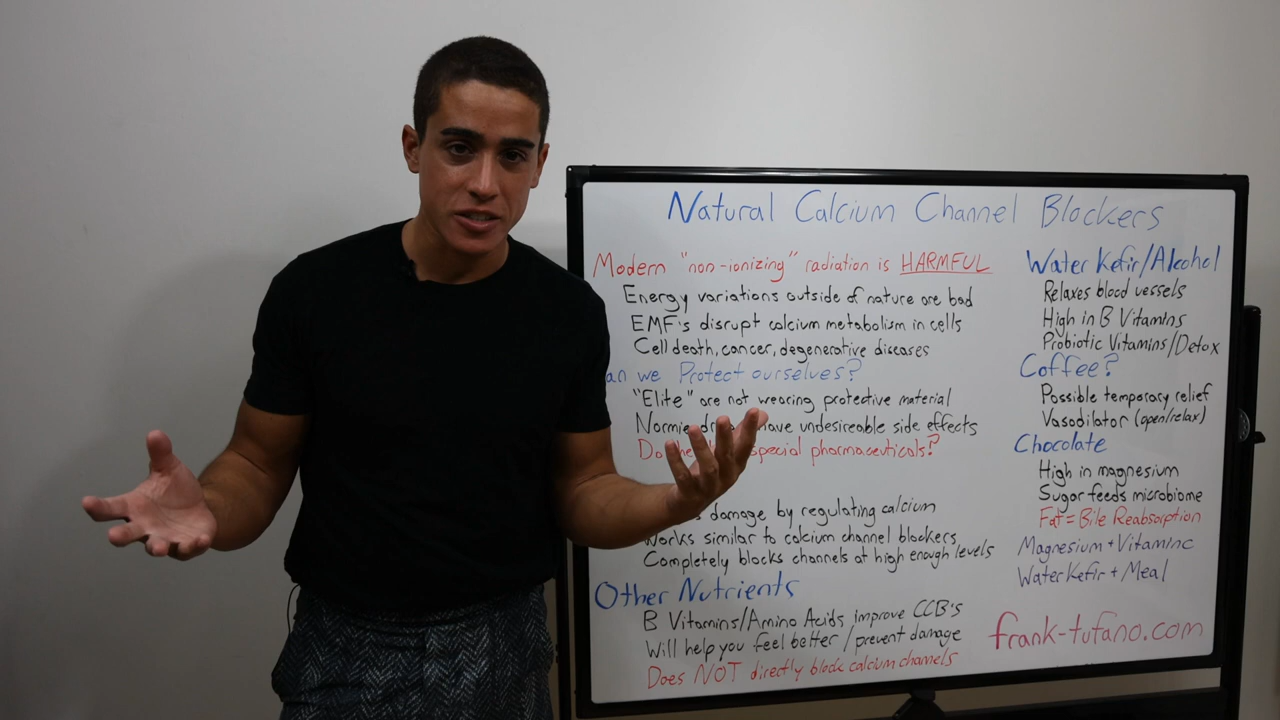 Natural Calcium Channel Blockers
Modern "non-ionizing" radiation is HARMFUL
Energy variations outside of nature are bad
EMF's disrupt calcium metabolism in cells
Cell death, cancer, degenerative diseases
an we Protect ourselves?
"Elite" are not wearing protective material
Normie have undesireable side effects
Do special pharmaceuticals?
damage by regulating calcium
Works similar to calcium channel blockers
Completely blocks channels at high enough levels
Other Nutrients
B Vitamins/Amino Acids improve CCB's
Will help you feel better/prevent damage
Does NOT directly block calcium channels
Water Kefir/Alcohol
Relaxes blood vessels
High in B Vitamins
Probiotic Vitamins/Detox
Coffee?
Possible temporary relief
Vasodilator (open/relax)
Chocolate
High in magnesium
Sugar feeds microbiome
Fat = Bile Reabsorption
Magnesium + Vitaminc
Water Kefir + Meal
frank-tufano.com